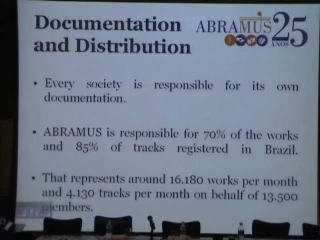 Documentation
and Distribution
ABRAMUS 25
ANOS
• Every society is responsible for its own
documentation.
• ABRAMUS is responsible for 70% of the works
and 85% of tracks registered in Brazil.
• That represents around 16.180 works per month
and 4.130 tracks per month on behalf of 13.500
members.